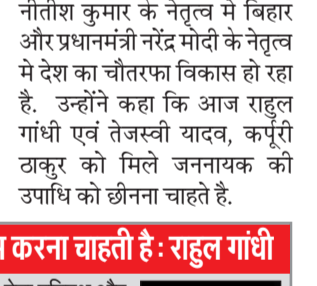 नीतीश कुमार के नेतृत्व मे बिहार
और प्रधानमंत्री नरेंद्र मोदी के नेतृत्व
मे देश का चौतरफा विकास हो रहा
है. उन्होंने कहा कि आज राहुल
गांधी एवं तेजस्वी यादव, कर्पूरी
ठाकुर को मिले जननायक की
उपाधि को छीनना चाहते है.
करना चाहती है : राहुल गांधी